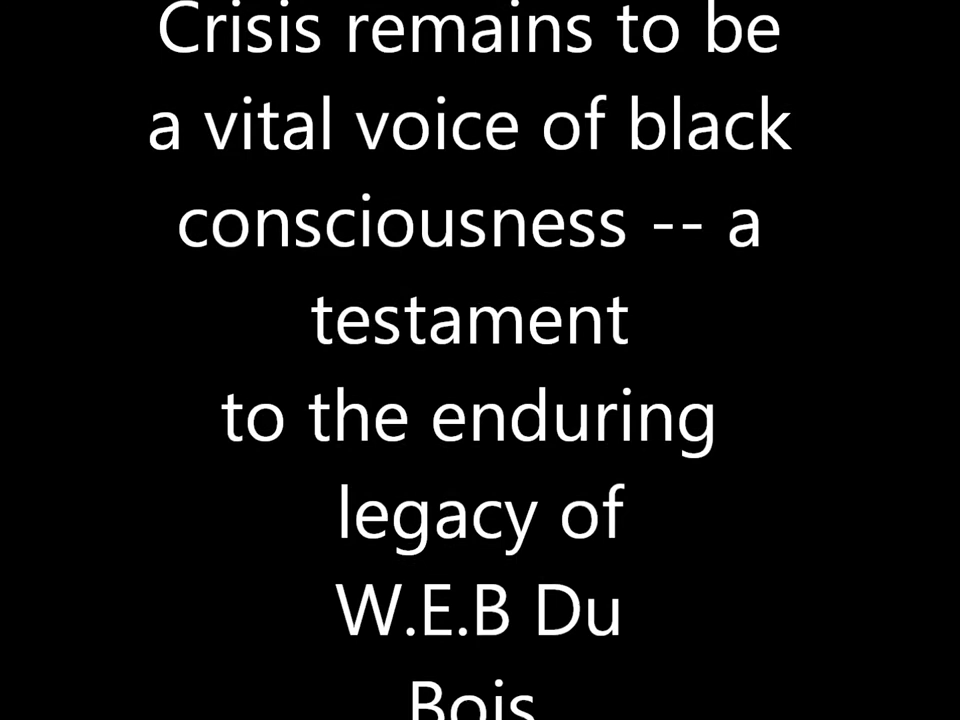 Crisis remains to be
a vital voice of black
consciousness -- a
testament
to the enduring
legacy of
W.E.B Du
Bois